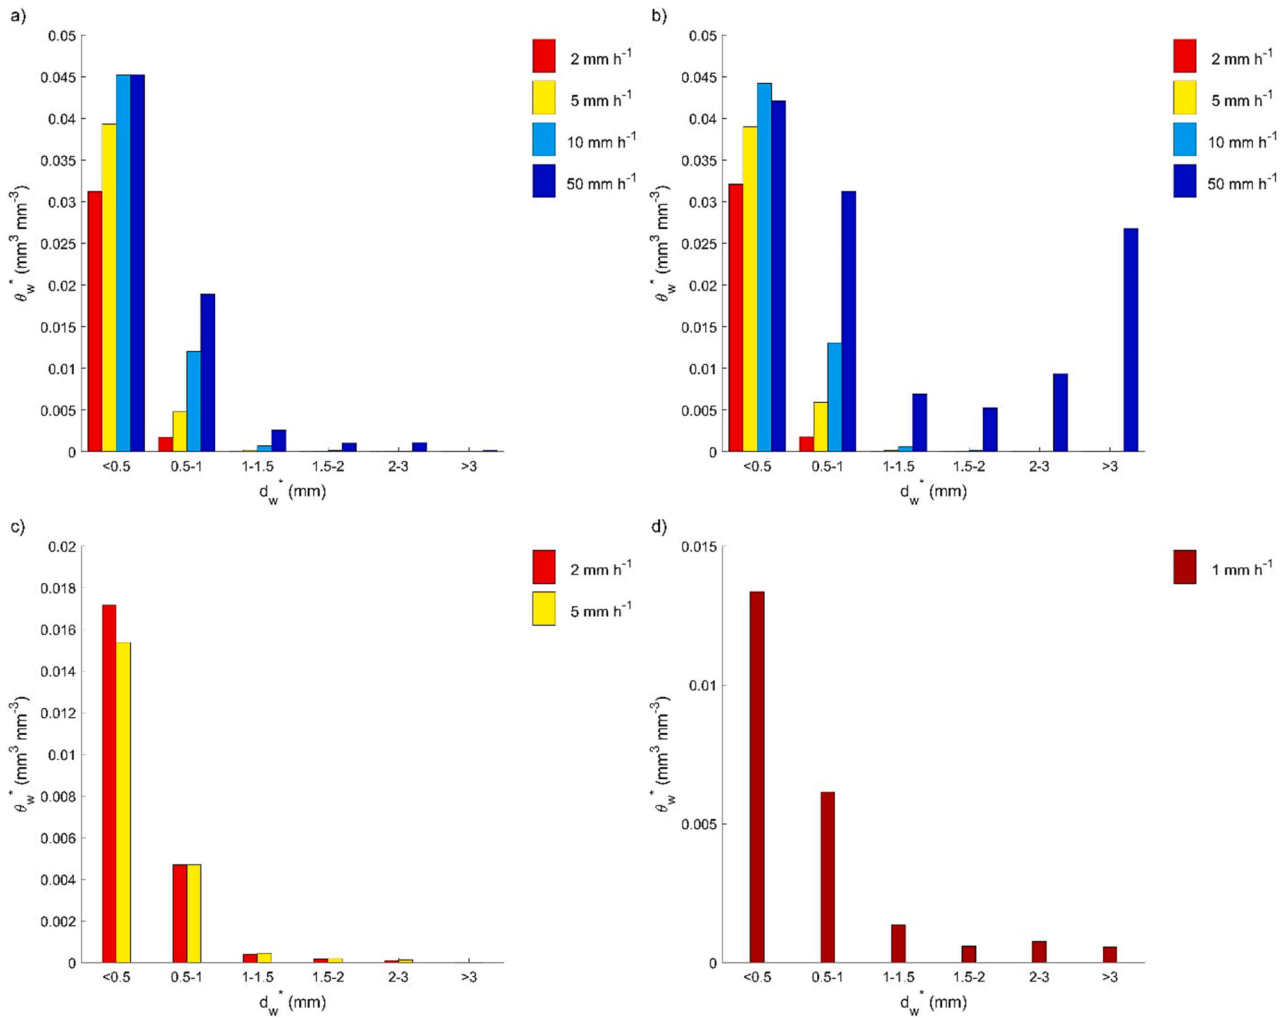 a)
0.05
0.045
0.04
0.035
0.03
0.025
0.02
0.015
0.01
0.005
0
θw* (mm³ mm⁻³)
<0.5 0.5-1 1-1.5 1.5-2 2-3 >3
dw* (mm)
2 mm h⁻¹
5 mm h⁻¹
10 mm h⁻¹
50 mm h⁻¹
b)
0.05
0.045
0.04
0.035
0.03
0.025
0.02
0.015
0.01
0.005
0
θw* (mm³ mm⁻³)
<0.5 0.5-1 1-1.5 1.5-2 2-3 >3
dw* (mm)
2 mm h⁻¹
5 mm h⁻¹
10 mm h⁻¹
50 mm h⁻¹
c)
0.02
0.018
0.016
0.014
0.012
0.01
0.008
0.006
0.004
0.002
0
θw* (mm³ mm⁻³)
<0.5 0.5-1 1-1.5 1.5-2 2-3 >3
dw* (mm)
2 mm h⁻¹
5 mm h⁻¹
d)
0.015
0.01
0.005
0
θw* (mm³ mm⁻³)
<0.5 0.5-1 1-1.5 1.5-2 2-3 >3
dw* (mm)
1 mm h⁻¹